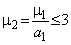 μ₂ = μ₁/a₁ ≤ 3